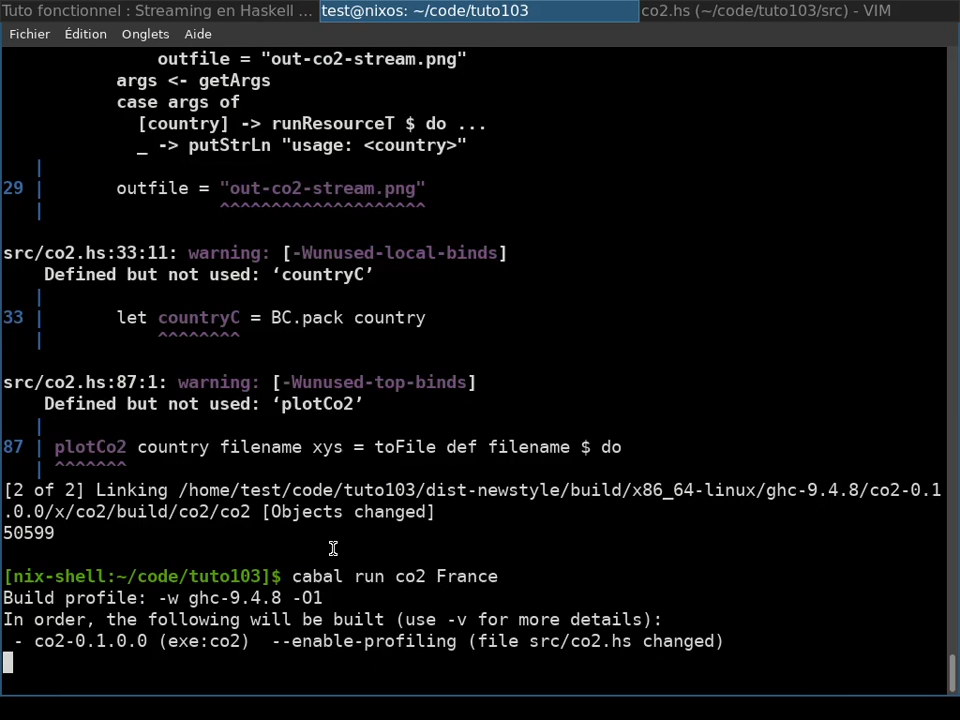 Tuto fonctionnel : Streaming en Haskell ...
test@nixos: ~/code/tuto103
co2.hs (~/code/tuto103/src) - VIM
Fichier Édition Onglets Aide
outfile = "out-co2-stream.png"
args <- getArgs
case args of
[country] -> runResourceT $ do ...
_ -> putStrLn "usage: <country>"
|
29 | outfile = "out-co2-stream.png"
| ^^^^^^^^^^^^^^^^^^^^
src/co2.hs:33:11: warning: [-Wunused-local-binds]
Defined but not used: ‘countryC’
|
33 | let countryC = BC.pack country
| ^^^^^^^^
src/co2.hs:87:1: warning: [-Wunused-top-binds]
Defined but not used: ‘plotCo2’
|
87 | plotCo2 country filename xys = toFile def filename $ do
| ^^^^^^^
[2 of 2] Linking /home/test/code/tuto103/dist-newstyle/build/x86_64-linux/ghc-9.4.8/co2-0.1
.0.0/x/co2/build/co2/co2 [Objects changed]
50599
[nix-shell:~/code/tuto103]$ cabal run co2 France
Build profile: -w ghc-9.4.8 -O1
In order, the following will be built (use -v for more details):
- co2-0.1.0.0 (exe:co2) --enable-profiling (file src/co2.hs changed)